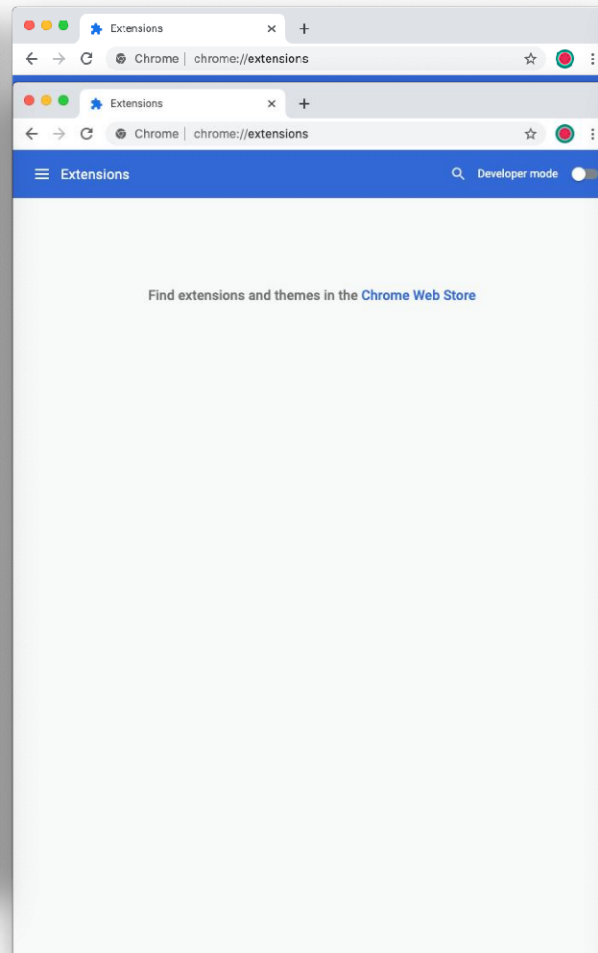 Extensions
Chrome | chrome://extensions
Extensions
Chrome | chrome://extensions
Extensions Developer mode
Find extensions and themes in the Chrome Web Store